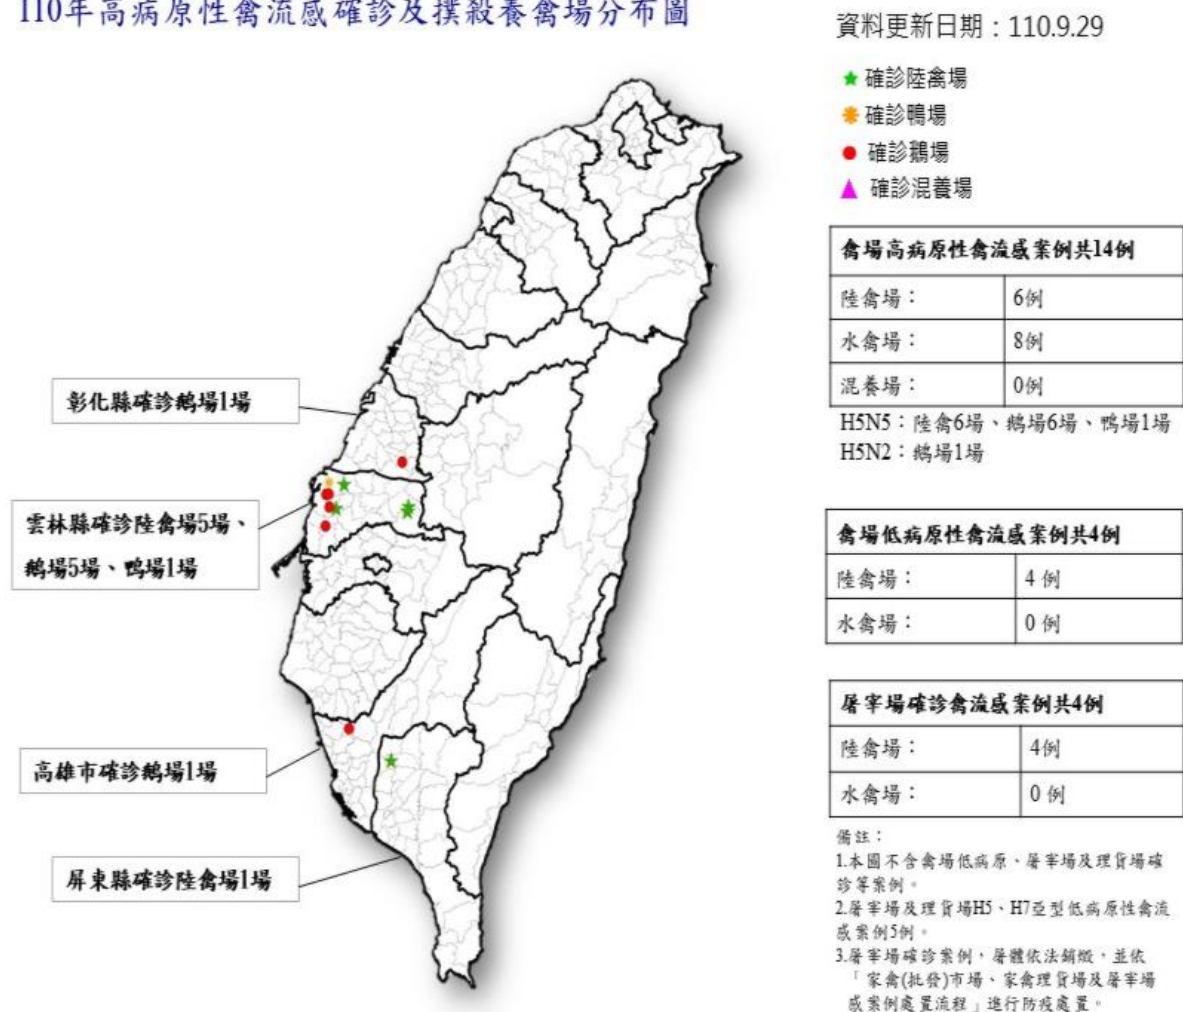 110年高病原性禽流感確診及撲殺養禽場分布圖
資料更新日期：110.9.29
確診陸禽場
確診鴨場
確診鵝場
確診混養場
禽場高病原性禽流感案例共14例
陸禽場： 6例
水禽場： 8例
混養場： 0例
H5N5：陸禽6場、鵝場6場、鴨場1場
H5N2：鵝場1場
彰化縣確診鵝場1場
雲林縣確診陸禽場5場、
鵝場5場、鴨場1場
高雄市確診鵝場1場
屏東縣確診陸禽場1場
禽場低病原性禽流感案例共4例
陸禽場： 4 例
水禽場： 0 例
屠宰場確診禽流感案例共4例
陸禽場： 4例
水禽場： 0 例
備註：
1.本圖不含禽場低病原、屠宰場及理貨場確
診等案例。
2.屠宰場及理貨場H5、H7亞型低病原性禽流
感案例5例。
3.屠宰場確診案例，屠體依法銷燬，並依
「家禽(批發)市場、家禽理貨場及屠宰場
感案例處置流程」進行防疫處置。